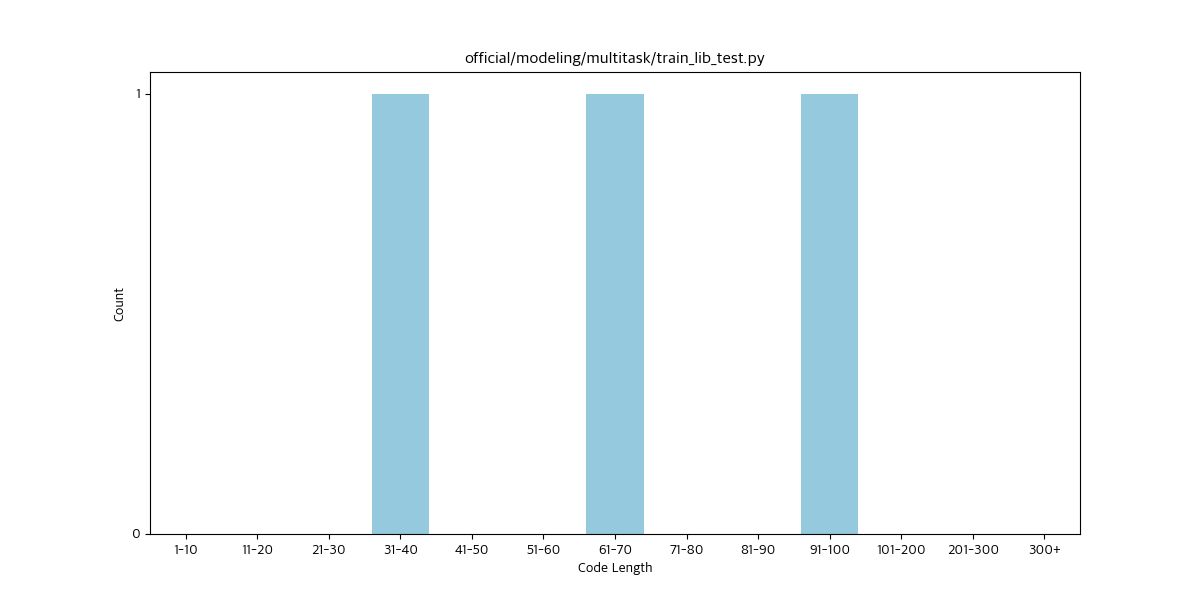 official/modeling/multitask/train_lib_test.py
1
Count
0
1-10 11-20 21-30 31-40 41-50 51-60 61-70 71-80 81-90 91-100 101-200 201-300 300+
Code Length